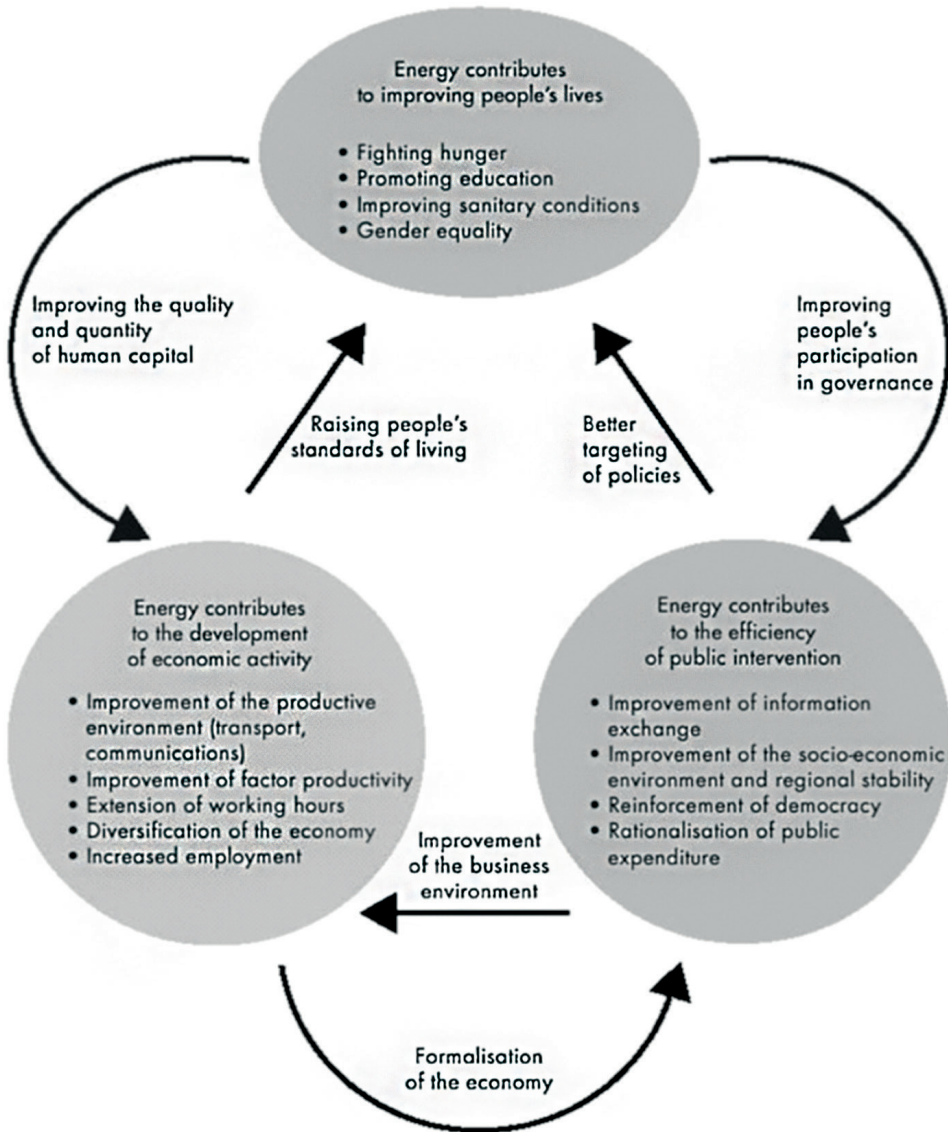 Energy contributes
to improving people's lives
• Fighting hunger
• Promoting education
• Improving sanitary conditions
• Gender equality
Improving the quality
and quantity
of human capital
Improving
people's
participation
in governance
Raising people's
standards of living
Better
targeting
of policies
Energy contributes
to the development
of economic activity
• Improvement of the productive
environment (transport,
communications)
• Improvement of factor productivity
• Extension of working hours
• Diversification of the economy
• Increased employment
Energy contributes
to the efficiency
of public intervention
• Improvement of information
exchange
• Improvement of the socio-economic
environment and regional stability
• Reinforcement of democracy
• Rationalisation of public
expenditure
Improvement
of the business
environment
Formalisation
of the economy